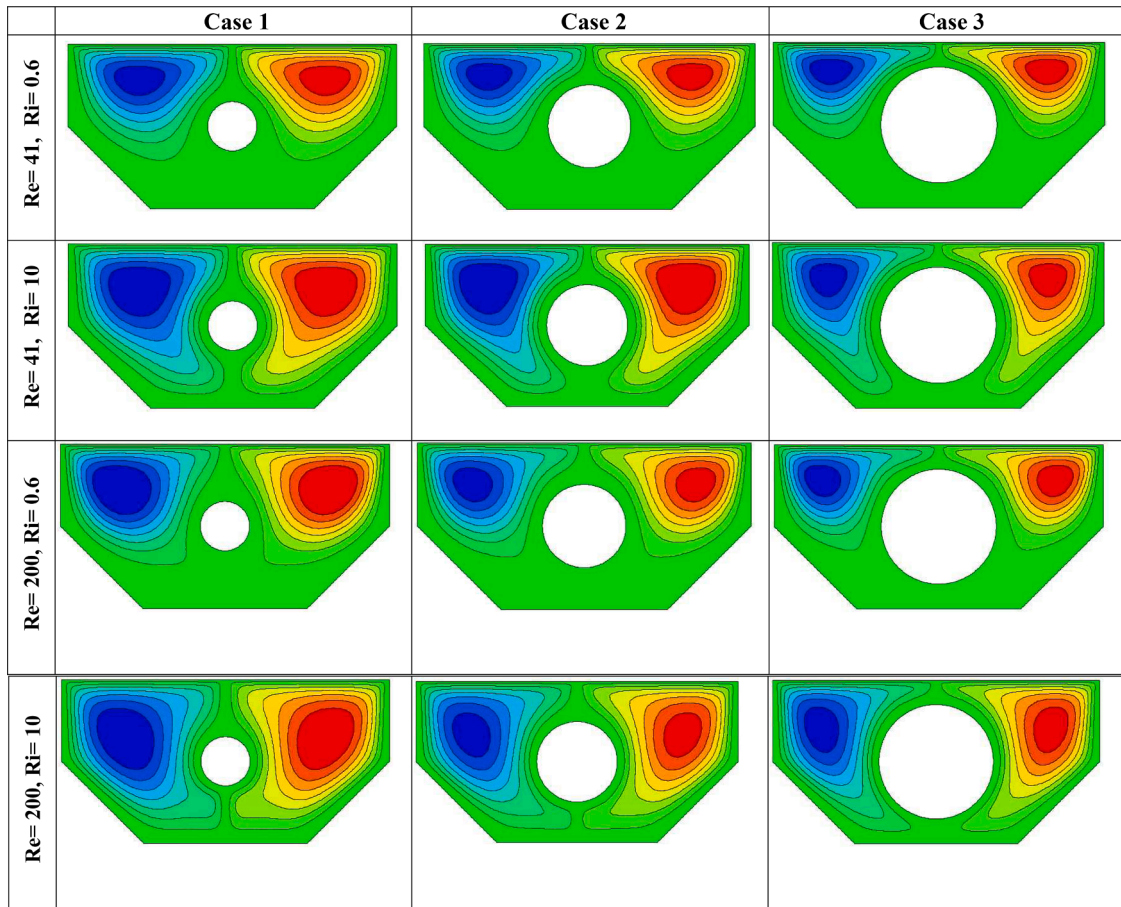 Case 1
Case 2
Case 3
Re= 41, Ri= 0.6
Re= 41, Ri= 10
Re= 200, Ri= 0.6
Re= 200, Ri= 10